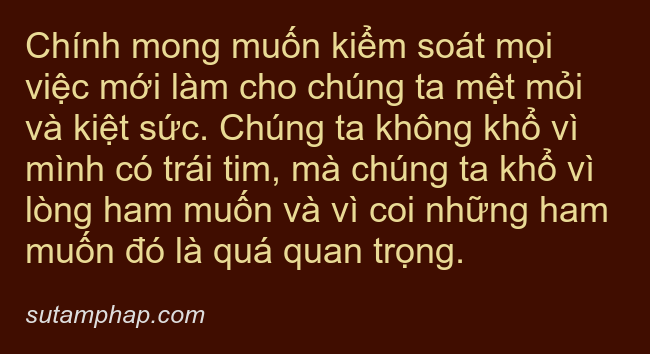 Chính mong muốn kiểm soát mọi
việc mới làm cho chúng ta mệt mỏi
và kiệt sức. Chúng ta không khổ vì
mình có trái tim, mà chúng ta khổ vì
lòng ham muốn và vì coi những ham
muốn đó là quá quan trọng.
sutamphap.com